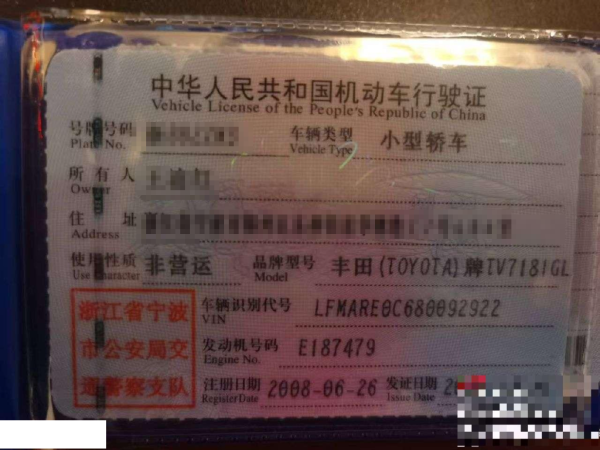 中华人民共和国机动车行驶证
Vehicle License of the People's Republic of China
号牌号码 车辆类型 小型轿车
Plate No. Vehicle Type
所有人
Owner
住址
Address
使用性质 非营运 品牌型号 丰田(TOYOTA)牌TV7181GL
Use Character Model
浙江省宁波
市公安局交
通警察支队
车辆识别代号 LFMARE0C680092922
VIN
发动机号码 E187479
Engine No.
注册日期 2008-06-26 发证日期
Register Date Issue Date